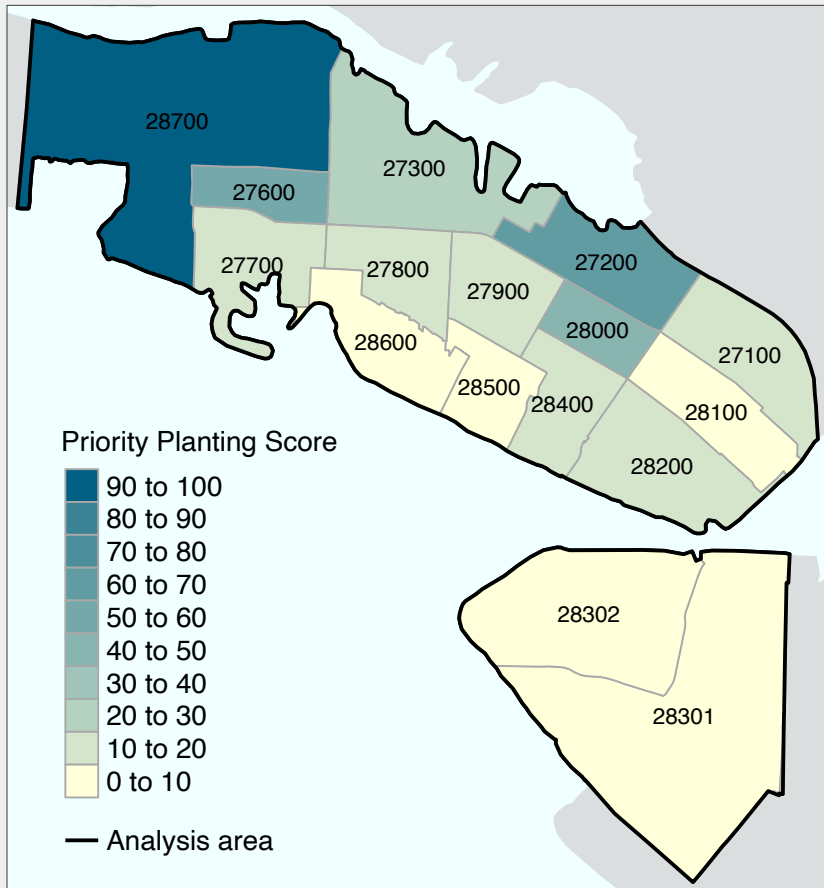 28700
27300
27600
27200
27700
27800
27900
28000
28600
27100
28500
28400
28100
28200
Priority Planting Score
90 to 100
80 to 90
70 to 80
60 to 70
50 to 60
40 to 50
30 to 40
20 to 30
10 to 20
0 to 10
Analysis area
28302
28301